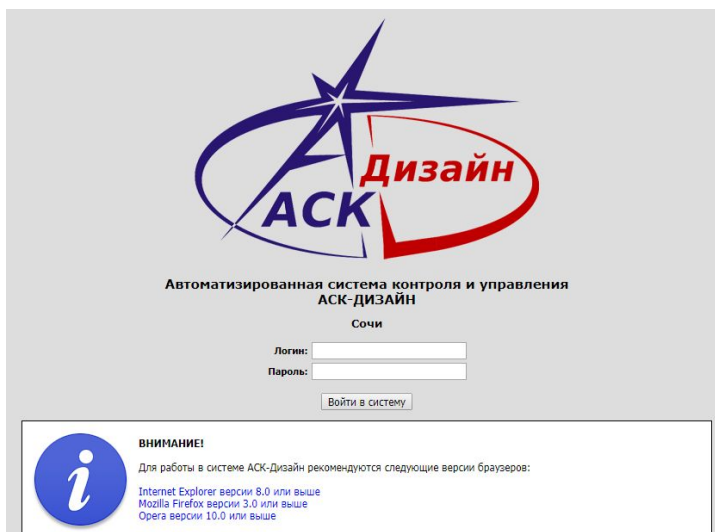 Дизайн
АСК
Автоматизированная система контроля и управления
АСК-ДИЗАЙН
Сочи
Логин:
Пароль:
Войти в систему
ВНИМАНИЕ!
Для работы в системе АСК-Дизайн рекомендуются следующие версии браузеров:
Internet Explorer версии 8.0 или выше
Mozilla Firefox версии 3.0 или выше
Opera версии 10.0 или выше